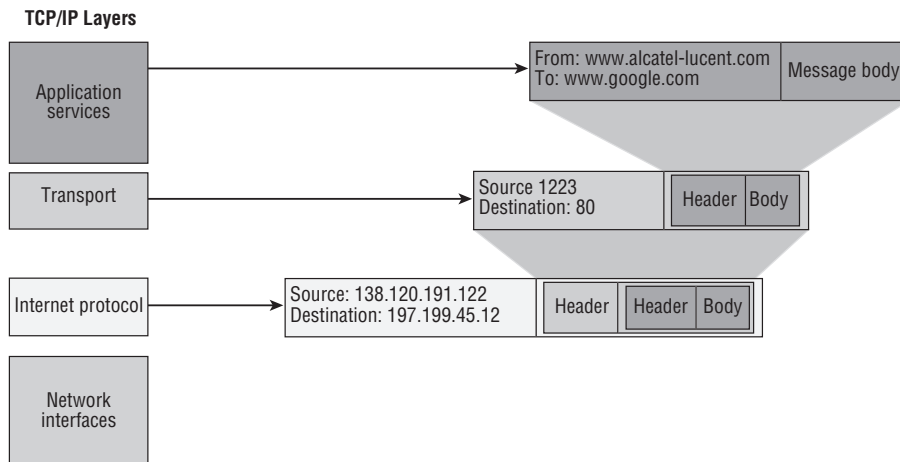 TCP/IP Layers
Application
services
From: www.alcatel-lucent.com
To: www.google.com
Message body
Transport
Source 1223
Destination: 80
Header
Body
Internet protocol
Source: 138.120.191.122
Destination: 197.199.45.12
Header
Header
Body
Network
interfaces